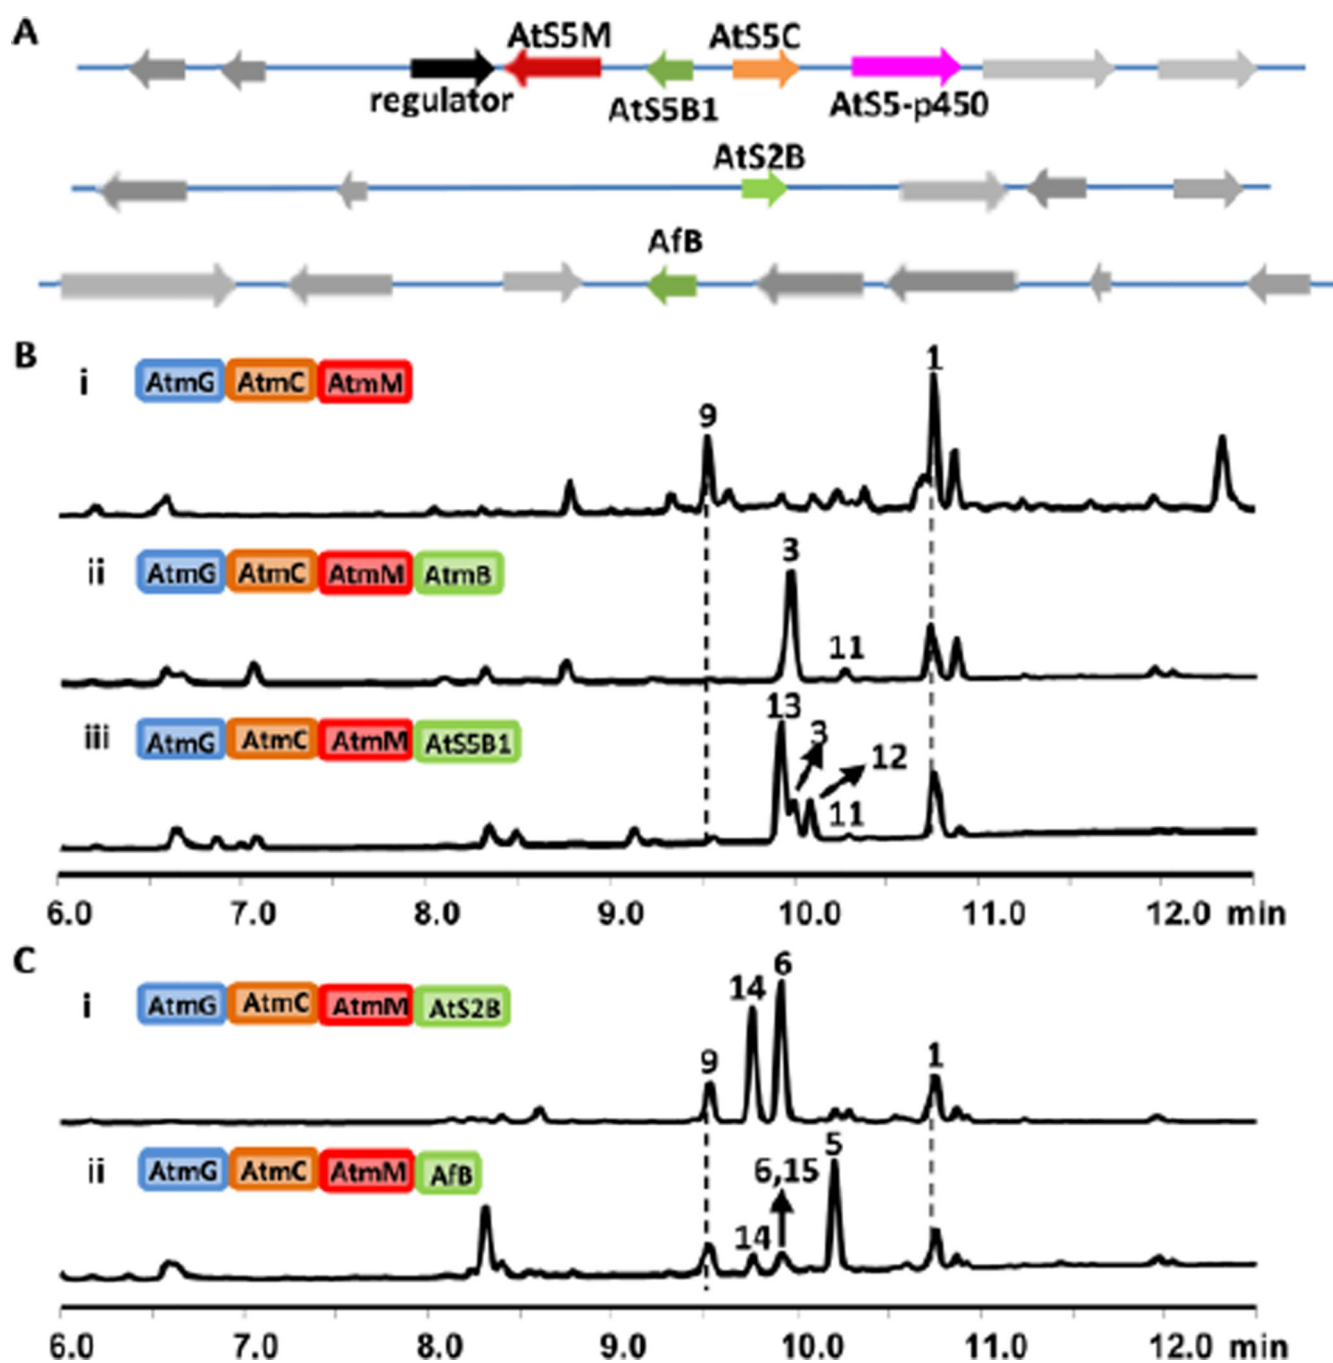 A
AtS5M
AtS5C
regulator
AtS5B1
AtS5-p450
AtS2B
AfB
B
i
AtmG AtmC AtmM
9
1
ii
AtmG AtmC AtmM AtmB
3
11
iii
AtmG AtmC AtmM AtS5B1
13
3
12
11
6.0 7.0 8.0 9.0 10.0 11.0 12.0 min
C
i
AtmG AtmC AtmM AtS2B
9
14
6
1
ii
AtmG AtmC AtmM AfB
14
6,15
5
6.0 7.0 8.0 9.0 10.0 11.0 12.0 min